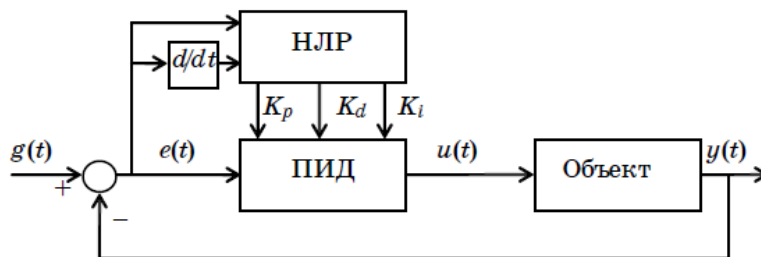 НЛР
d/dt
K_p K_d K_i
g(t) e(t) ПИД u(t) Объект y(t)
+
−